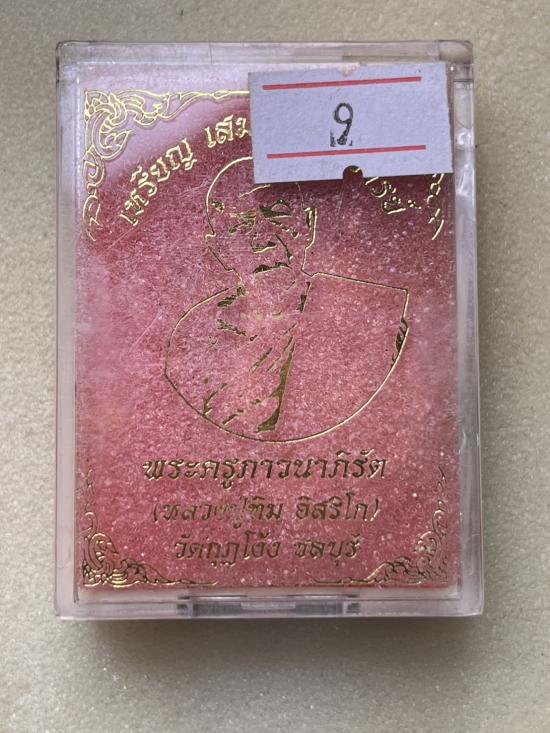 เหรียญ เสม
๑
พระครูภาวนาภิรัต
(หลวงปู่ทิม อิสริโก)
วัดกุฎโง้ง ชลบุรี